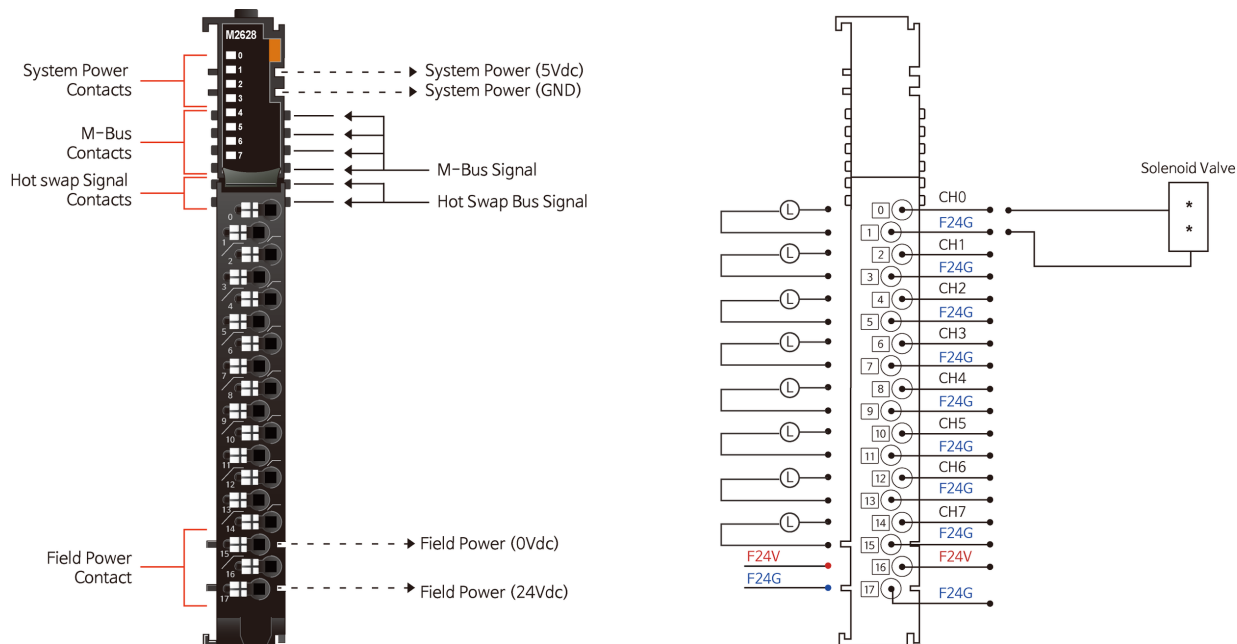 M2628
0
1
2
3
4
5
6
7
System Power
Contacts
M-Bus
Contacts
Hot swap Signal
Contacts
System Power (5Vdc)
System Power (GND)
M-Bus Signal
Hot Swap Bus Signal
0
1
2
3
4
5
6
7
8
9
10
11
12
13
14
15
16
17
Field Power
Contact
Field Power (0Vdc)
Field Power (24Vdc)
Solenoid Valve
*
*
L 0 CH0
1 F24G
L 2 CH1
3 F24G
L 4 CH2
5 F24G
L 6 CH3
7 F24G
L 8 CH4
9 F24G
L 10 CH5
11 F24G
L 12 CH6
13 F24G
L 14 CH7
15 F24G
F24V 16 F24V
F24G 17 F24G